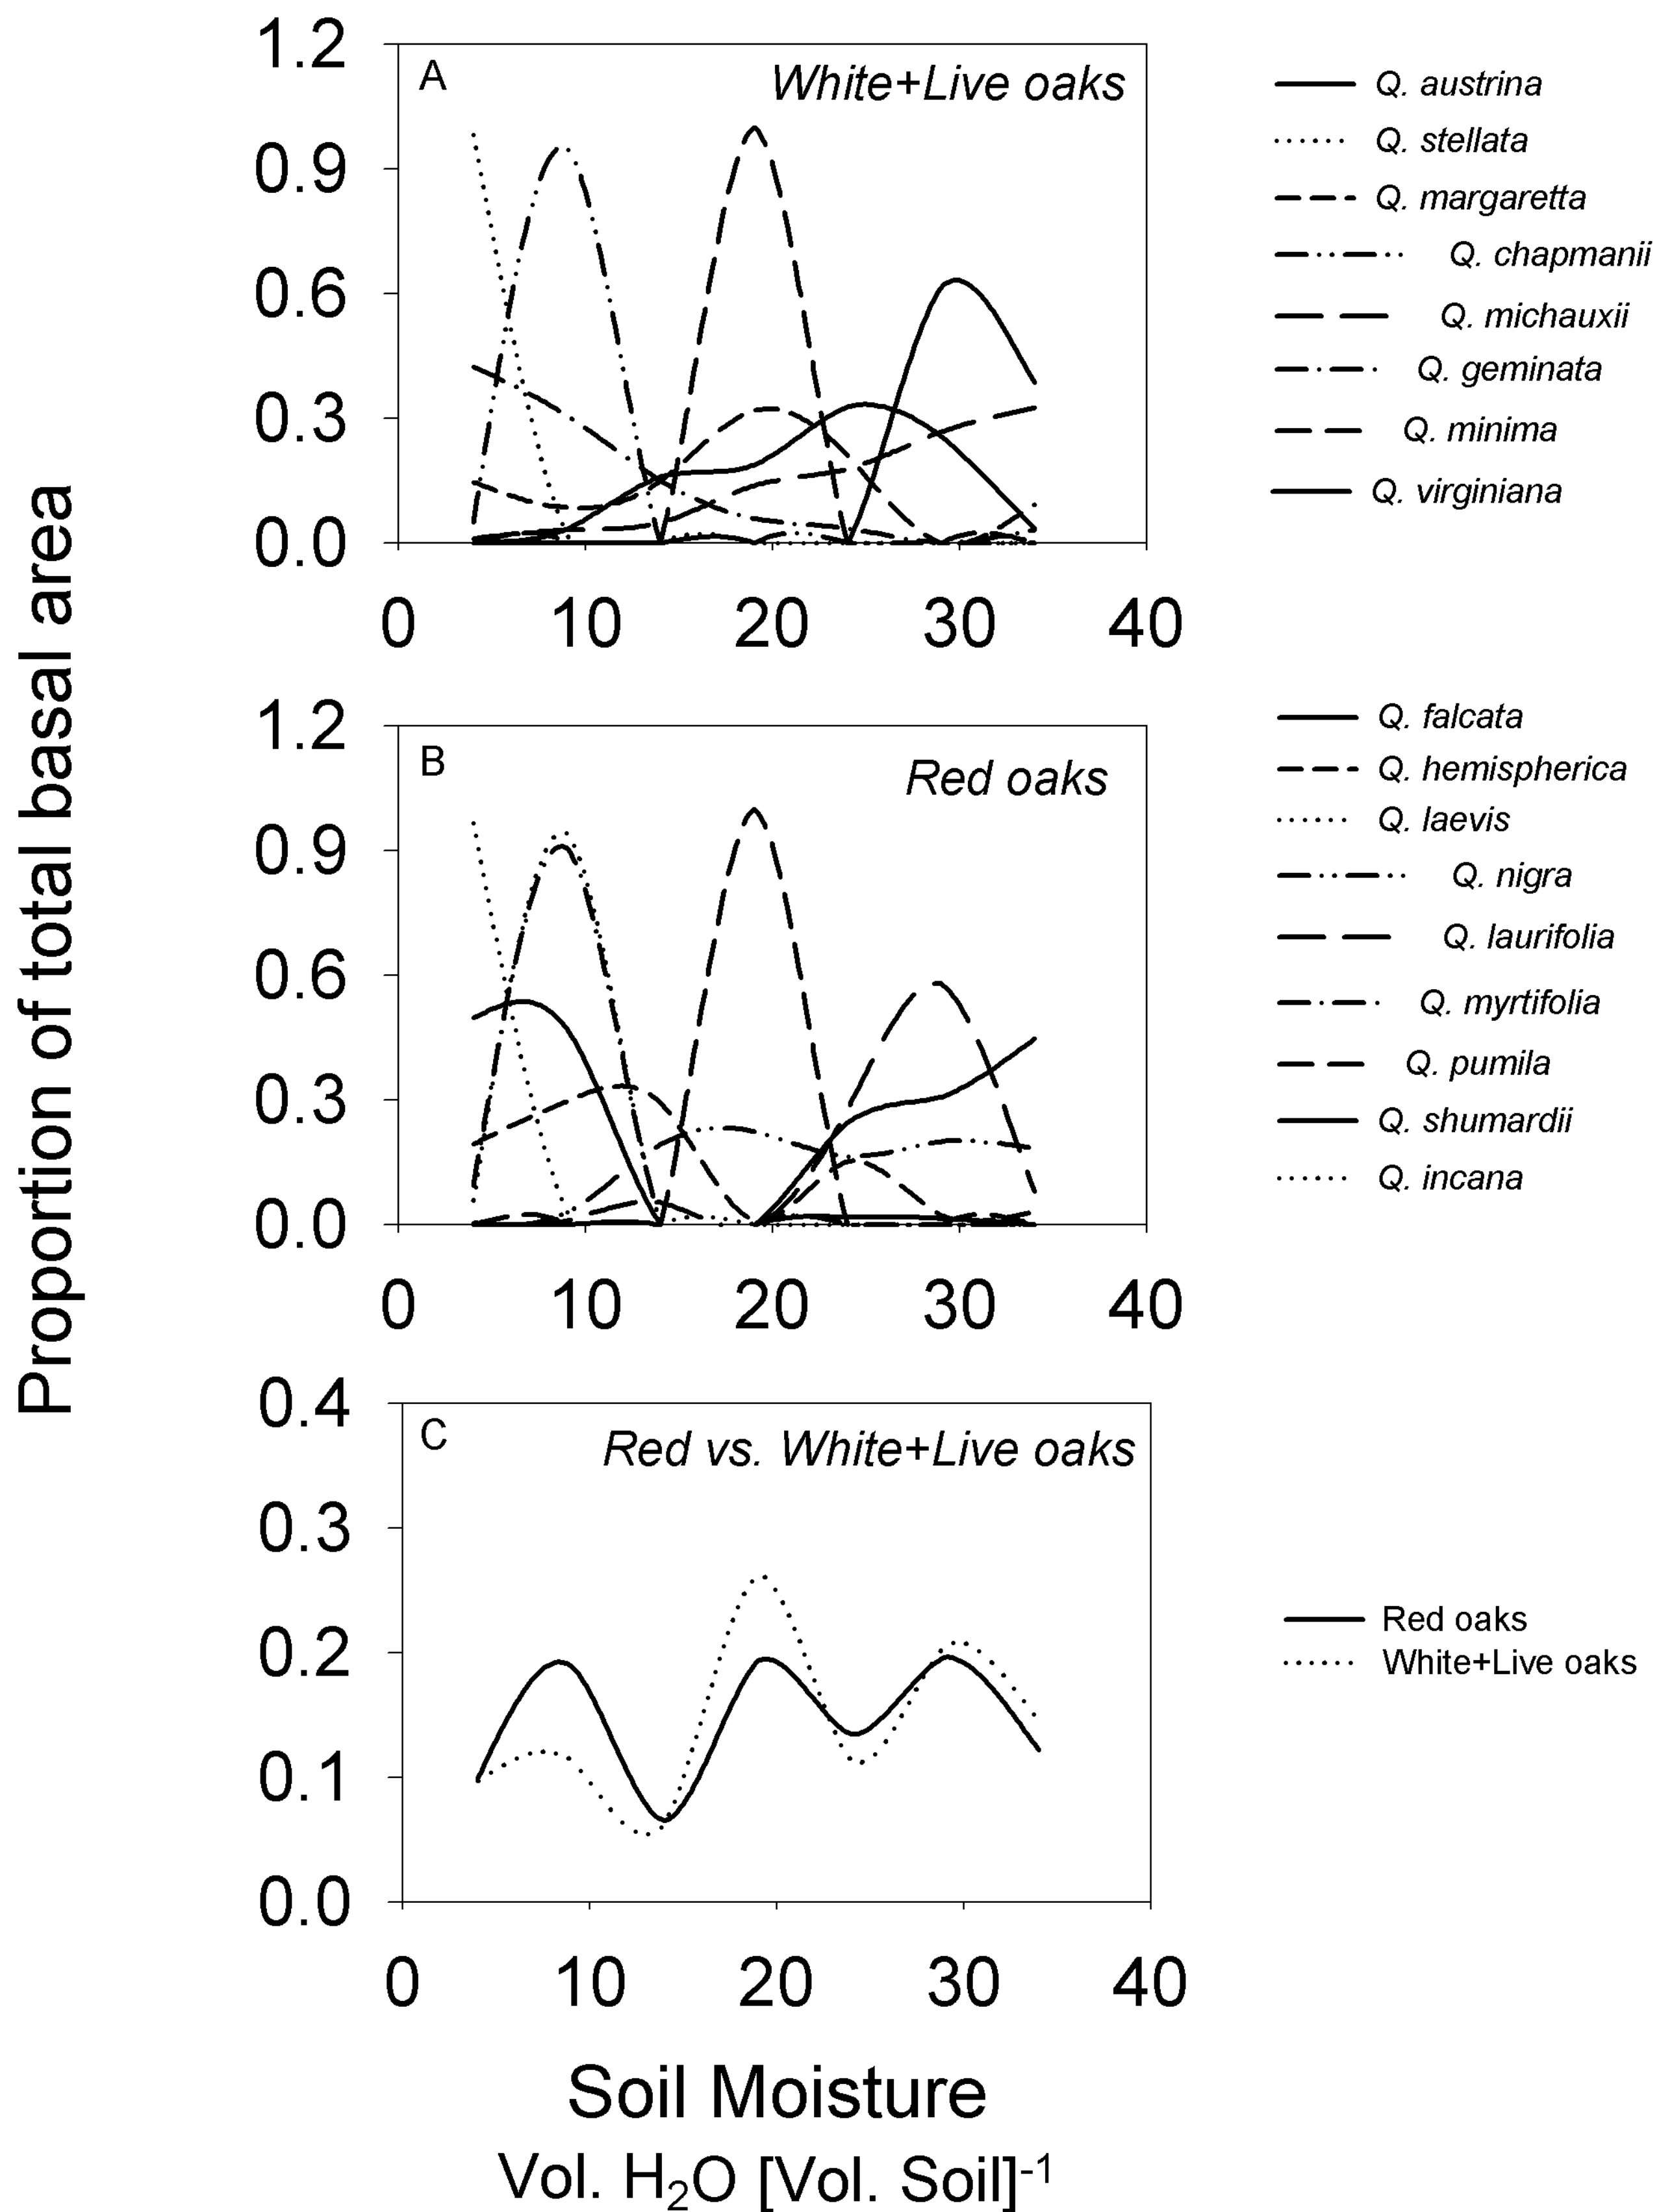 Proportion of total basal area
A
White+Live oaks
1.2
0.9
0.6
0.3
0.0
0 10 20 30 40
Q. austrina
Q. stellata
Q. margaretta
Q. chapmanii
Q. michauxii
Q. geminata
Q. minima
Q. virginiana
B
Red oaks
1.2
0.9
0.6
0.3
0.0
0 10 20 30 40
Q. falcata
Q. hemispherica
Q. laevis
Q. nigra
Q. laurifolia
Q. myrtifolia
Q. pumila
Q. shumardii
Q. incana
C
Red vs. White+Live oaks
0.4
0.3
0.2
0.1
0.0
0 10 20 30 40
Red oaks
White+Live oaks
Soil Moisture
Vol. H₂O [Vol. Soil]⁻¹